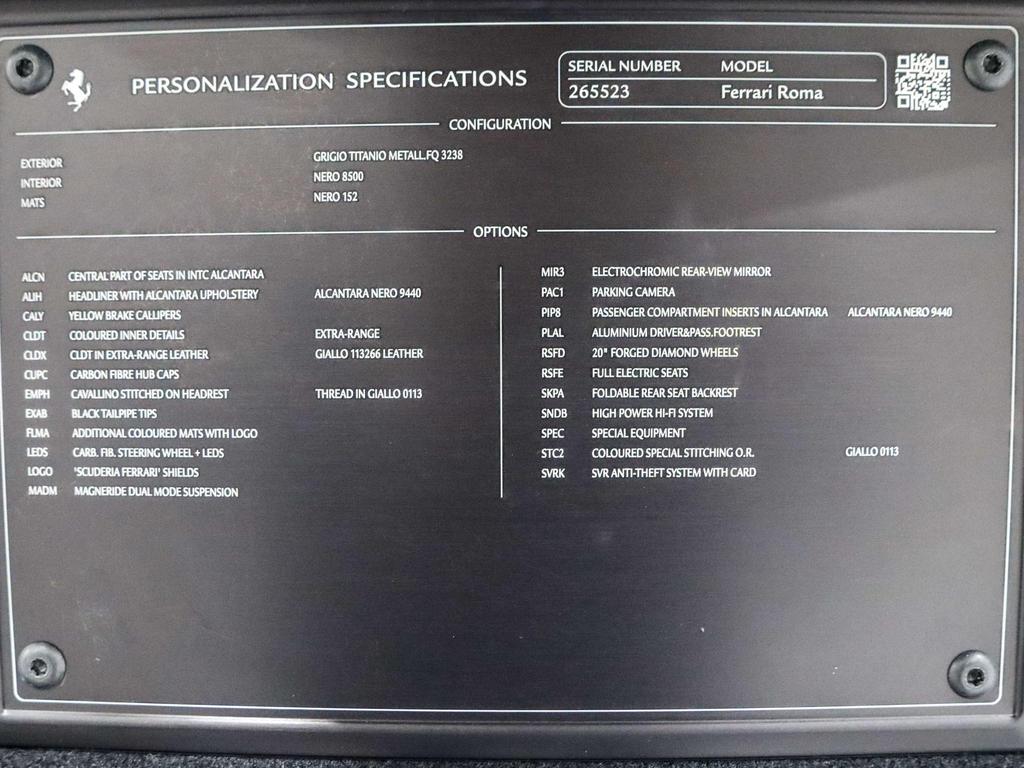 PERSONALIZATION SPECIFICATIONS
SERIAL NUMBER MODEL
265523 Ferrari Roma
CONFIGURATION
EXTERIOR GRIGIO TITANIO METALL.FQ 3238
INTERIOR NERO 8500
MATS NERO 152
OPTIONS
ALCN CENTRAL PART OF SEATS IN INTC ALCANTARA
ALIH HEADLINER WITH ALCANTARA UPHOLSTERY ALCANTARA NERO 9440
CALY YELLOW BRAKE CALLIPERS
CLDT COLOURED INNER DETAILS EXTRA-RANGE
CLDX CLDT IN EXTRA-RANGE LEATHER GIALLO 113266 LEATHER
CUPC CARBON FIBRE HUB CAPS
EMPH CAVALLINO STITCHED ON HEADREST THREAD IN GIALLO 0113
EXAB BLACK TAILPIPE TIPS
FLMA ADDITIONAL COLOURED MATS WITH LOGO
LEDS CARB. FIB. STEERING WHEEL + LEDS
LOGO 'SCUDERIA FERRARI' SHIELDS
MADM MAGNERIDE DUAL MODE SUSPENSION
MIR3 ELECTROCHROMIC REAR-VIEW MIRROR
PAC1 PARKING CAMERA
PIP8 PASSENGER COMPARTMENT INSERTS IN ALCANTARA ALCANTARA NERO 9440
PLAL ALUMINIUM DRIVER&PASS.FOOTREST
RSFD 20" FORGED DIAMOND WHEELS
RSFE FULL ELECTRIC SEATS
SKPA FOLDABLE REAR SEAT BACKREST
SNDB HIGH POWER HI-FI SYSTEM
SPEC SPECIAL EQUIPMENT
STC2 COLOURED SPECIAL STITCHING O.R. GIALLO 0113
SVRK SVR ANTI-THEFT SYSTEM WITH CARD